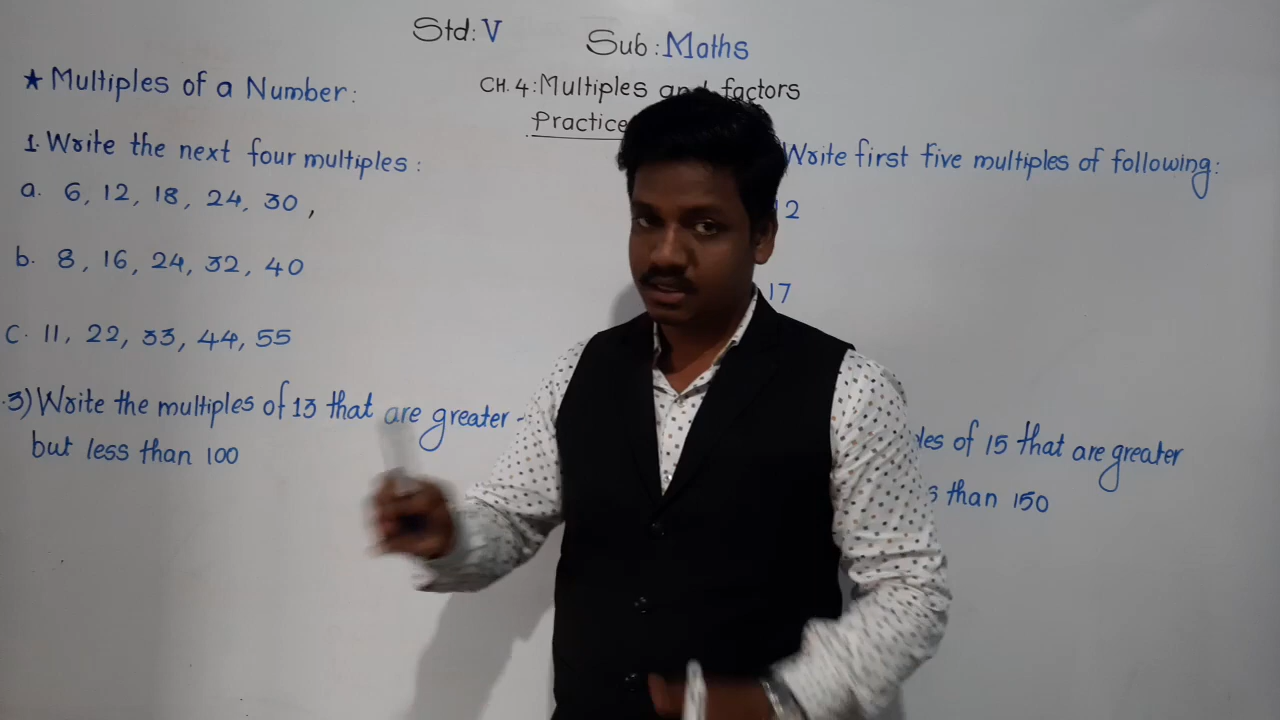 Std: V
Sub: Maths
CH. 4: Multiples and factors
Practice
★ Multiples of a Number:
1. Write the next four multiples:
a. 6, 12, 18, 24, 30,
b. 8, 16, 24, 32, 40
C. 11, 22, 33, 44, 55
3) Write the multiples of 13 that are greater
but less than 100
Write first five multiples of following:
12
17
of 15 that are greater
than 150